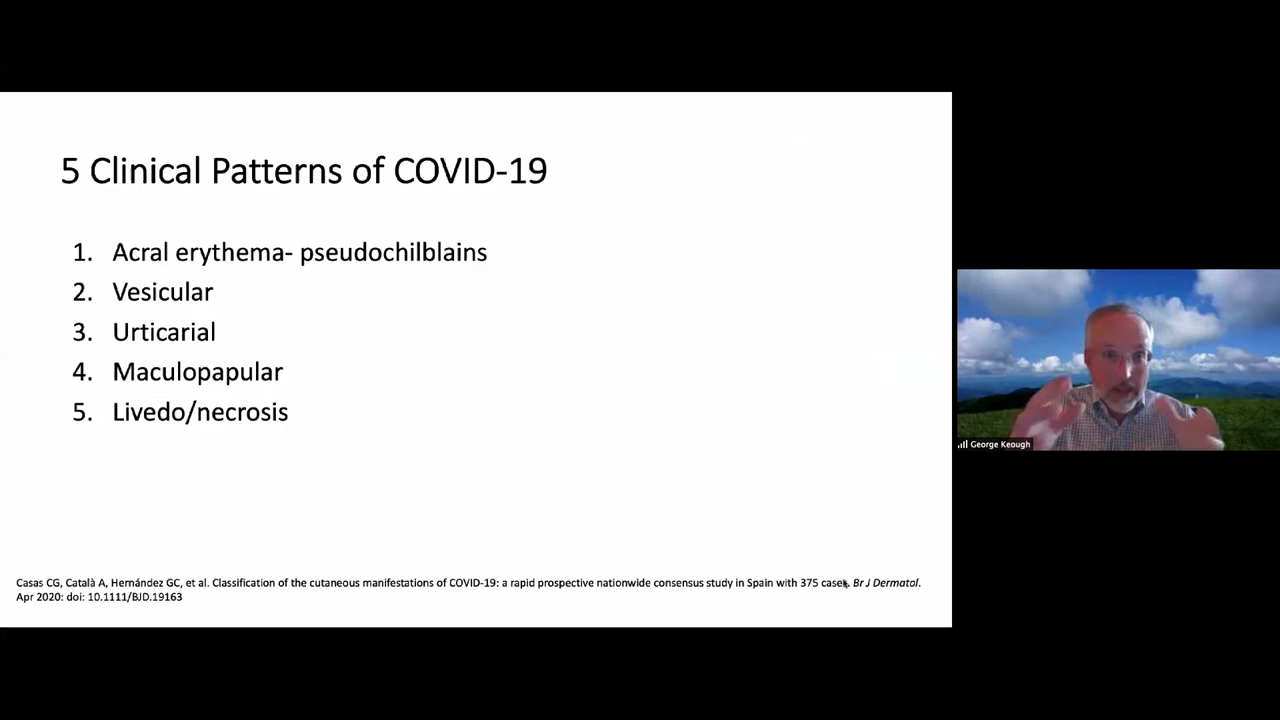 5 Clinical Patterns of COVID-19
1. Acral erythema- pseudochilblains
2. Vesicular
3. Urticarial
4. Maculopapular
5. Livedo/necrosis
Casas CG, Català A, Hernández GC, et al. Classification of the cutaneous manifestations of COVID-19: a rapid prospective nationwide consensus study in Spain with 375 cases. Br J Dermatol.
Apr 2020: doi: 10.1111/BJD.19163
George Keough